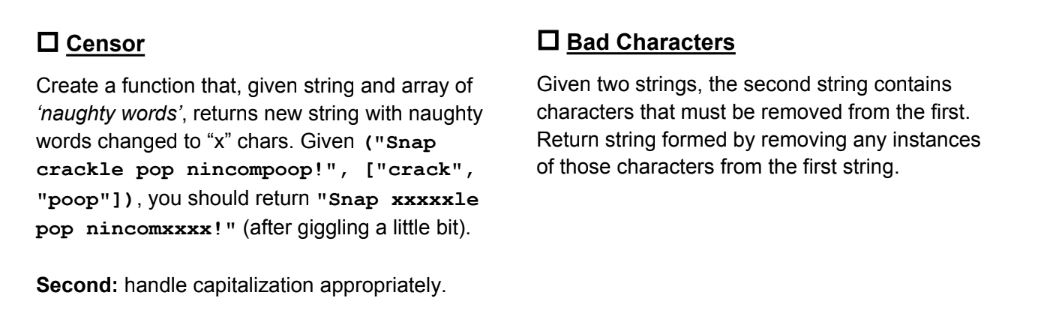 Censor
Create a function that, given string and array of
‘naughty words’, returns new string with naughty
words changed to “x” chars. Given ("Snap
crackle pop nincompoop!", ["crack",
"poop"]), you should return "Snap xxxxxle
pop nincomxxxx!" (after giggling a little bit).
Second: handle capitalization appropriately.
Bad Characters
Given two strings, the second string contains
characters that must be removed from the first.
Return string formed by removing any instances
of those characters from the first string.